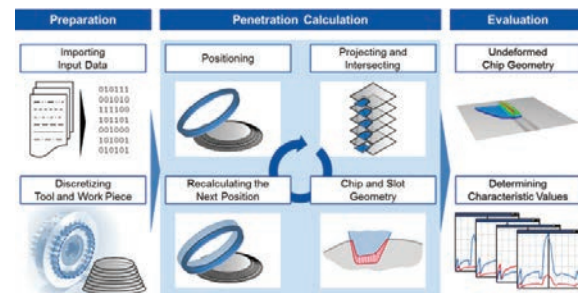 Preparation
Penetration Calculation
Evaluation
Importing
Input Data
010111
001010
111100
101101
001000
101001
010101
Positioning
Projecting and
Intersecting
Undeformed
Chip Geometry
Discretizing
Tool and Work Piece
Recalculating the
Next Position
Chip and Slot
Geometry
Determining
Characteristic Values